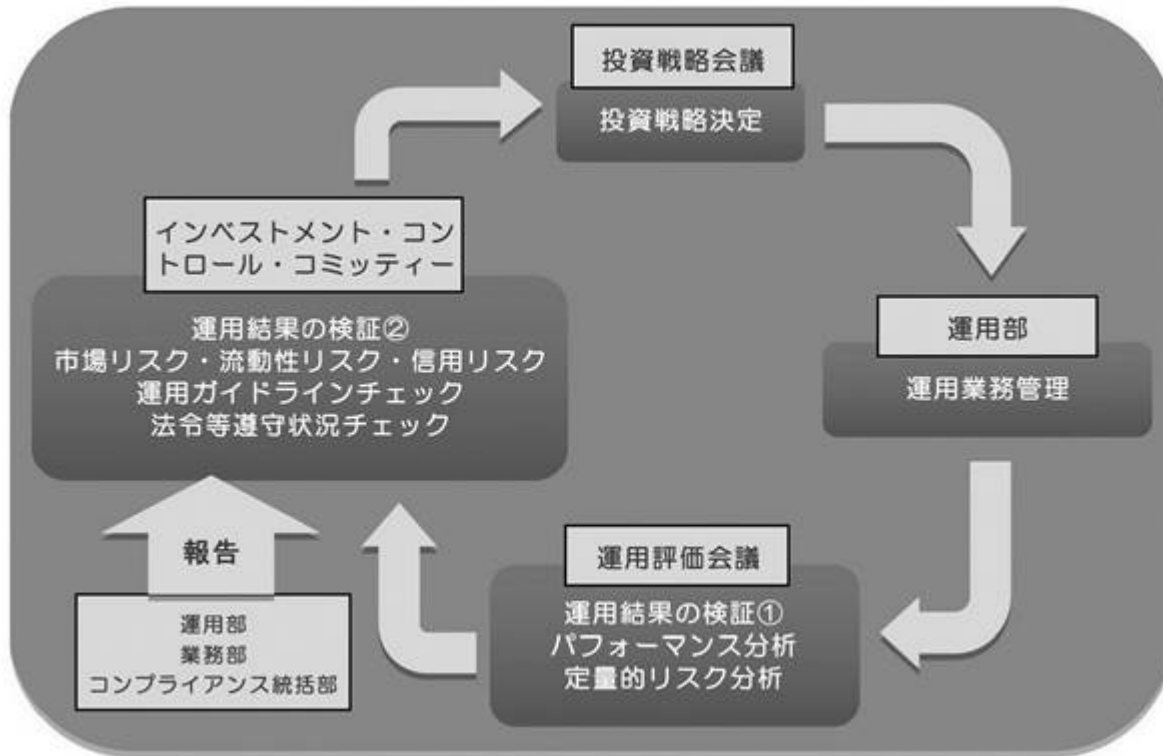 投資戦略会議
投資戦略決定
運用部
運用業務管理
運用評価会議
運用結果の検証①
パフォーマンス分析
定量的リスク分析
インベストメント・コン
トロール・コミッティー
運用結果の検証②
市場リスク・流動性リスク・信用リスク
運用ガイドラインチェック
法令等遵守状況チェック
報告
運用部
業務部
コンプライアンス統括部